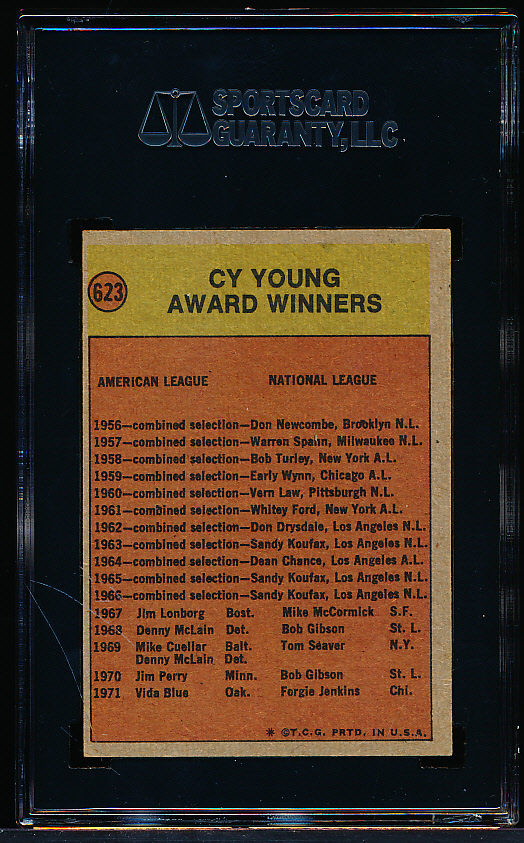 SPORTSCARD
GUARANTY, LLC
623
CY YOUNG
AWARD WINNERS
AMERICAN LEAGUE NATIONAL LEAGUE
1956—combined selection—Don Newcombe, Brooklyn N.L.
1957—combined selection—Warren Spahn, Milwaukee N.L.
1958—combined selection—Bob Turley, New York A.L.
1959—combined selection—Early Wynn, Chicago A.L.
1960—combined selection—Vern Law, Pittsburgh N.L.
1961—combined selection—Whitey Ford, New York A.L.
1962—combined selection—Don Drysdale, Los Angeles N.L.
1963—combined selection—Sandy Koufax, Los Angeles N.L.
1964—combined selection—Dean Chance, Los Angeles A.L.
1965—combined selection—Sandy Koufax, Los Angeles N.L.
1966—combined selection—Sandy Koufax, Los Angeles N.L.
1967 Jim Lonborg Bost. Mike McCormick S.F.
1968 Denny McLain Det. Bob Gibson St. L.
1969 Mike Cuellar Balt. Tom Seaver N.Y.
Denny McLain Det.
1970 Jim Perry Minn. Bob Gibson St. L.
1971 Vida Blue Oak. Fergie Jenkins Chi.
* ©T.C.G. PRTD. IN U.S.A.